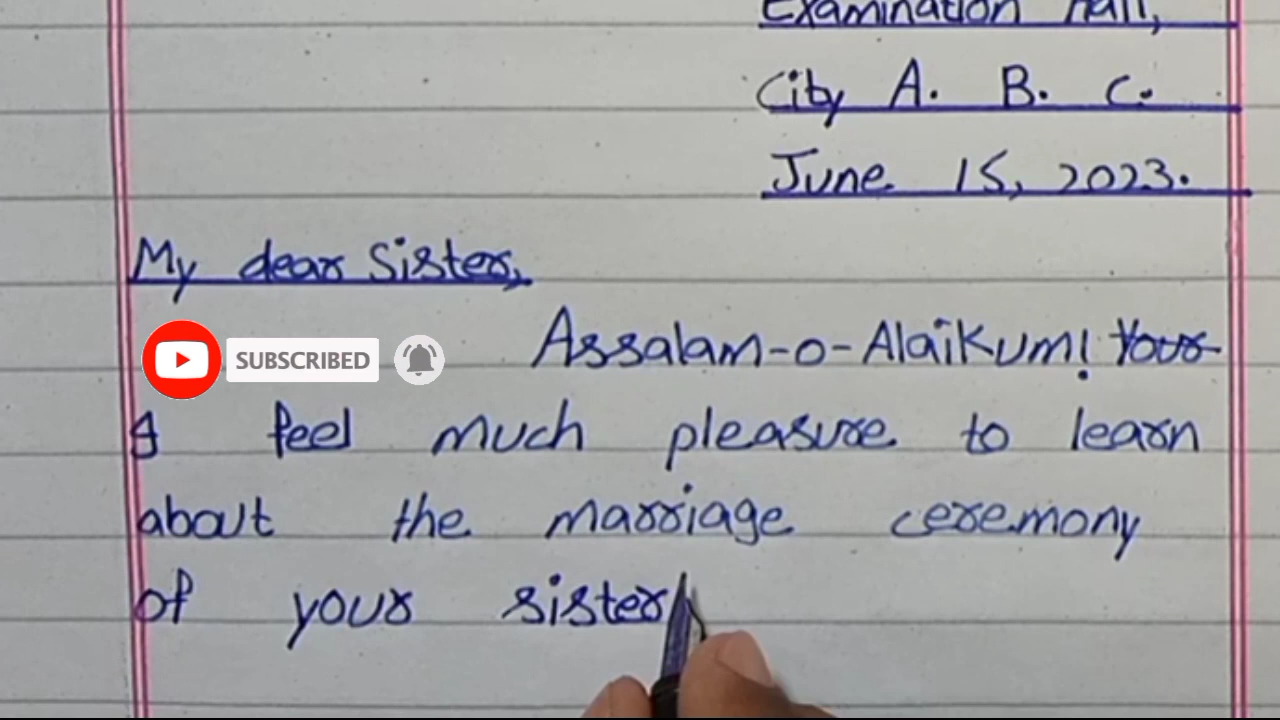 Examination Hall,
City A. B. C.
June 15, 2023.
My dear Sister,
SUBSCRIBED
Assalam-o-Alaikum! Your
I feel much pleasure to learn
about the marriage ceremony
of your sister